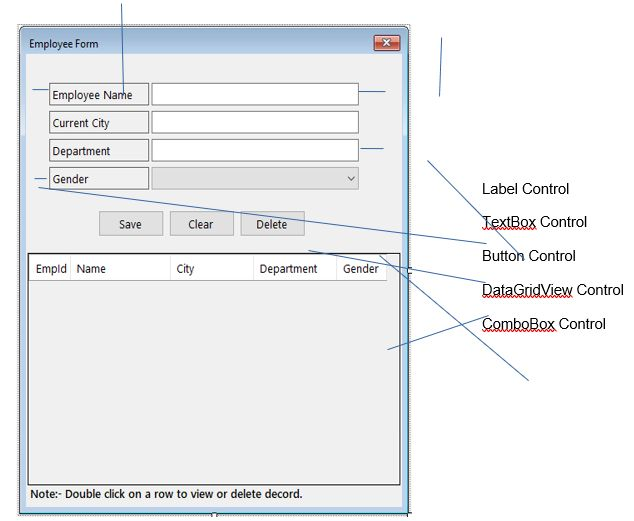 Employee Form
Employee Name
Current City
Department
Gender
Label Control
TextBox Control
Save Clear Delete
Button Control
EmpId Name City Department Gender
DataGridView Control
ComboBox Control
Note:- Double click on a row to view or delete decord.